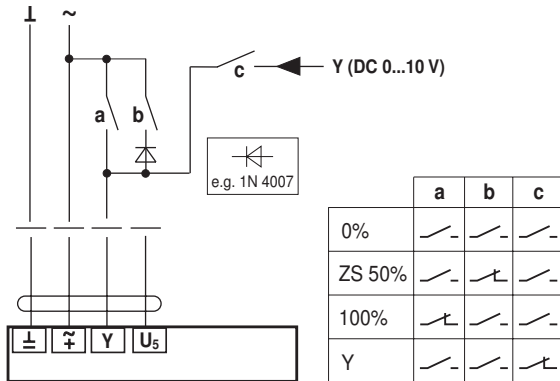 ⊥ ~
a b c Y (DC 0...10 V)
e.g. 1N 4007
a b c
0%
ZS 50%
100%
Y
⊥ ~ Y U5